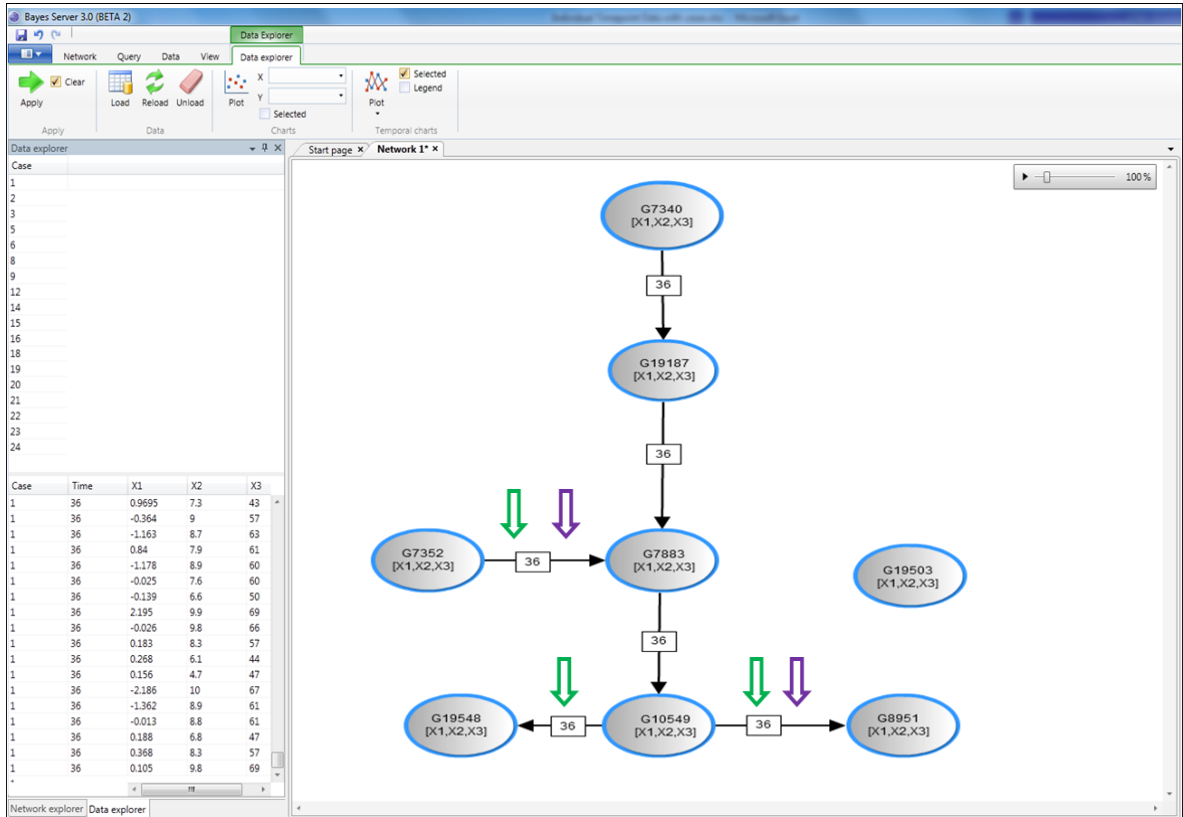 Bayes Server 3.0 (BETA 2)
Data Explorer
Network Query Data View Data explorer
Apply
Clear
Load Reload Unload
Plot
X
Y
Selected
Plot
Selected
Legend
Apply Data Charts Temporal charts
Data explorer
Start page Network 1*
100 %
Case
1
2
3
5
6
8
9
12
14
15
16
18
19
20
21
22
23
24
Case Time X1 X2 X3
1 36 0.9695 7.3 43
1 36 -0.364 9 57
1 36 -1.163 8.7 63
1 36 0.84 7.9 61
1 36 -1.178 8.9 60
1 36 -0.025 7.6 60
1 36 -0.139 6.6 50
1 36 2.195 9.9 69
1 36 -0.026 9.8 66
1 36 0.183 8.3 57
1 36 0.268 6.1 44
1 36 0.156 4.7 47
1 36 -2.186 10 67
1 36 -1.362 8.9 61
1 36 -0.013 8.8 61
1 36 0.188 6.8 47
1 36 0.368 8.3 57
1 36 0.105 9.8 69
Network explorer Data explorer
G7340
[X1,X2,X3]
36
G19187
[X1,X2,X3]
36
G7352
[X1,X2,X3]
36
G7883
[X1,X2,X3]
G19503
[X1,X2,X3]
36
G19548
[X1,X2,X3]
36
G10549
[X1,X2,X3]
36
G8951
[X1,X2,X3]